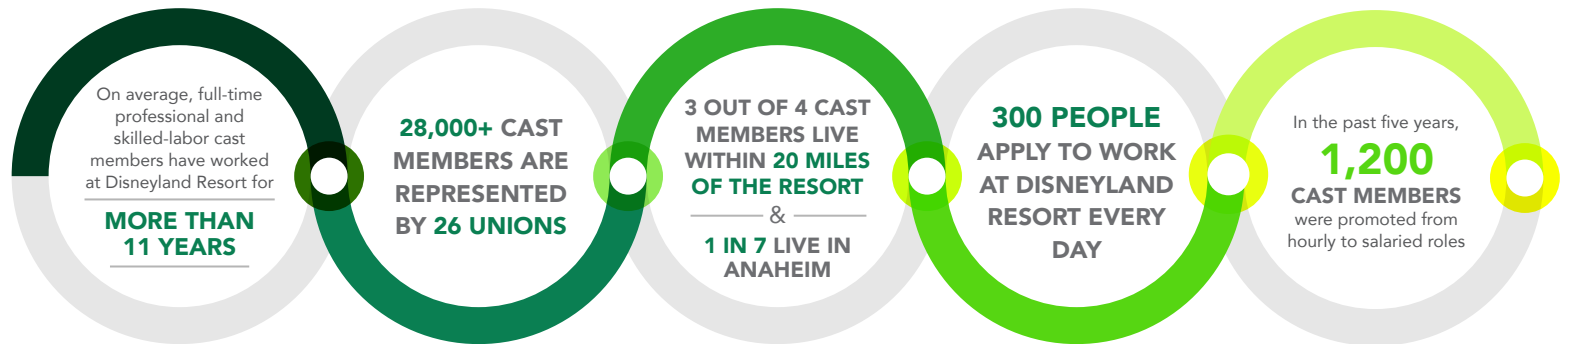 On average, full-time
professional and
skilled-labor cast
members have worked
at Disneyland Resort for
MORE THAN
11 YEARS
28,000+ CAST
MEMBERS ARE
REPRESENTED
BY 26 UNIONS
3 OUT OF 4 CAST
MEMBERS LIVE
WITHIN 20 MILES
OF THE RESORT
&
1 IN 7 LIVE IN
ANAHEIM
300 PEOPLE
APPLY TO WORK
AT DISNEYLAND
RESORT EVERY
DAY
In the past five years,
1,200
CAST MEMBERS
were promoted from
hourly to salaried roles